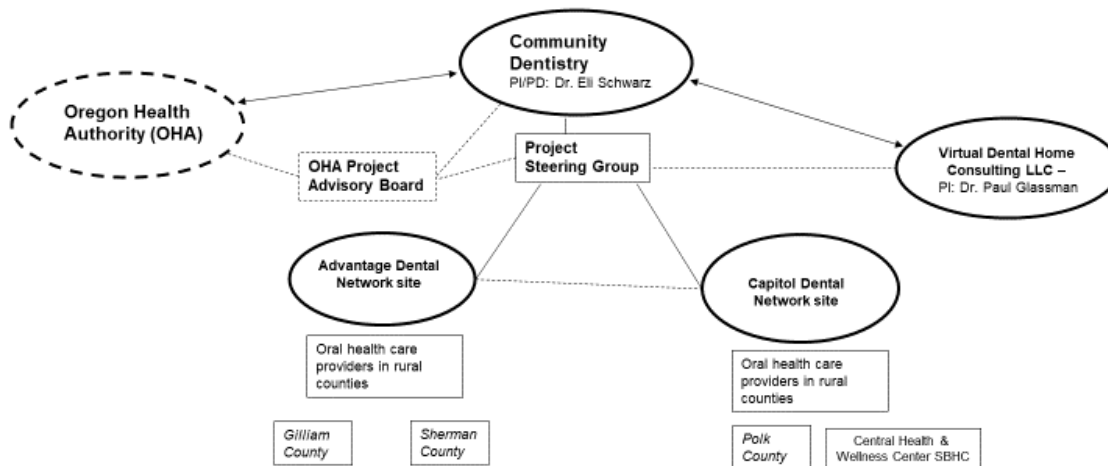 Community
Dentistry
PI/PD: Dr. Eli Schwarz
Oregon Health
Authority (OHA)
OHA Project
Advisory Board
Project
Steering Group
Virtual Dental Home
Consulting LLC –
PI: Dr. Paul Glassman
Advantage Dental
Network site
Capitol Dental
Network site
Oral health care
providers in rural
counties
Oral health care
providers in rural
counties
Gilliam
County
Sherman
County
Polk
County
Central Health &
Wellness Center SBHC